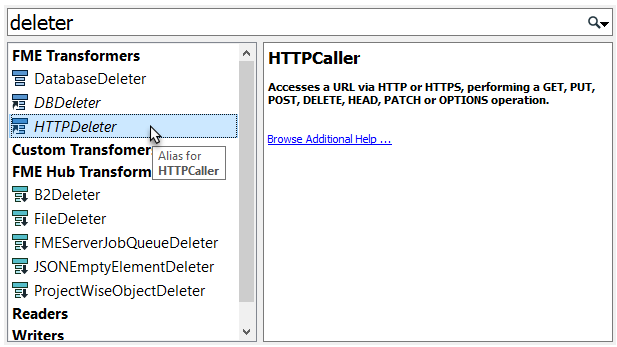 deleter
FME Transformers
DatabaseDeleter
DBDeleter
HTTPDeleter
Custom Transfomer
FME Hub Transform
B2Deleter
FileDeleter
FMEServerJobQueueDeleter
JSONEmptyElementDeleter
ProjectWiseObjectDeleter
Readers
Writers
Alias for
HTTPCaller
HTTPCaller
Accesses a URL via HTTP or HTTPS, performing a GET, PUT,
POST, DELETE, HEAD, PATCH or OPTIONS operation.
Browse Additional Help ...